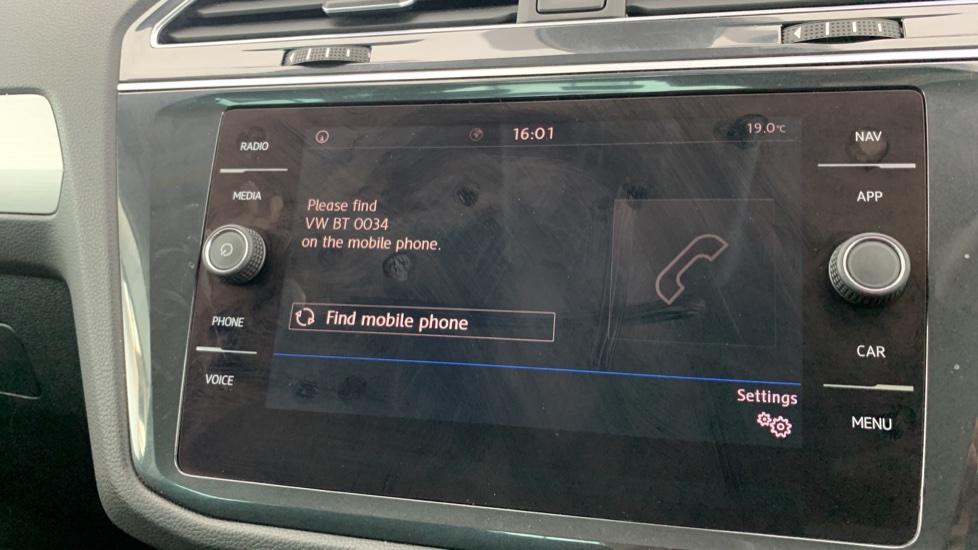 RADIO
MEDIA
PHONE
VOICE
16:01
19.0°C
Please find
VW BT 0034
on the mobile phone.
Find mobile phone
Settings
NAV
APP
CAR
MENU